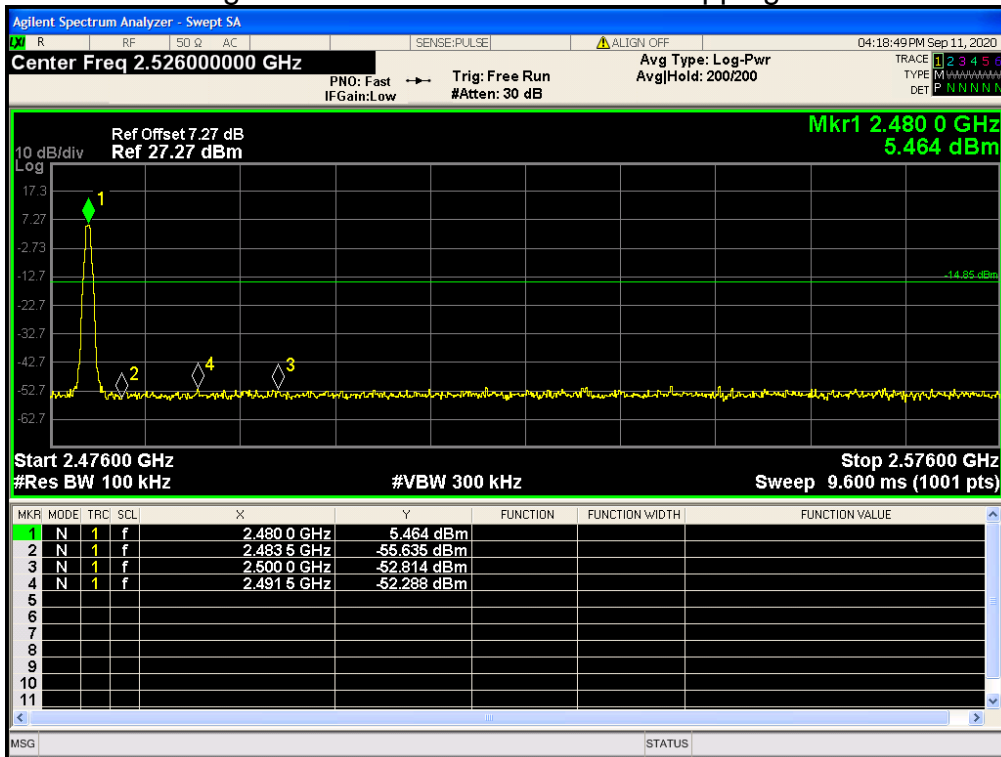 Agilent Spectrum Analyzer - Swept SA
LXI R RF 50 Ω AC SENSE:PULSE ALIGN OFF 04:18:49 PM Sep 11, 2020
Center Freq 2.526000000 GHz
PNO: Fast
IFGain:Low
Trig: Free Run
#Atten: 30 dB
Avg Type: Log-Pwr
Avg|Hold: 200/200
TRACE 1 2 3 4 5 6
TYPE M
DET P N N N N N
Ref Offset 7.27 dB
10 dB/div Ref 27.27 dBm
Log
Mkr1 2.480 0 GHz
5.464 dBm
17.3
7.27
-2.73
-12.7
-22.7
-32.7
-42.7
-52.7
-62.7
1
-14.85 dBm
2
4
3
Start 2.47600 GHz Stop 2.57600 GHz
#Res BW 100 kHz #VBW 300 kHz Sweep 9.600 ms (1001 pts)
MKR MODE TRC SCL X Y FUNCTION FUNCTION WIDTH FUNCTION VALUE
1 N 1 f 2.480 0 GHz 5.464 dBm
2 N 1 f 2.483 5 GHz -55.635 dBm
3 N 1 f 2.500 0 GHz -52.814 dBm
4 N 1 f 2.491 5 GHz -52.288 dBm
5
6
7
8
9
10
11
MSG STATUS